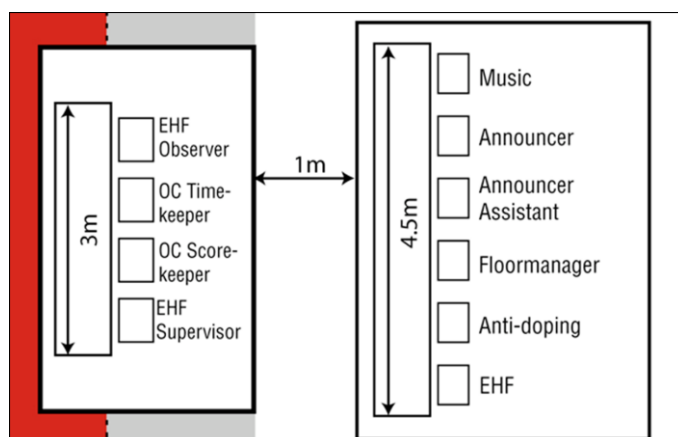 EHF
Observer
OC Time-
keeper
OC Score-
keeper
EHF
Supervisor
3m
1m
4.5m
Music
Announcer
Announcer
Assistant
Floormanager
Anti-doping
EHF